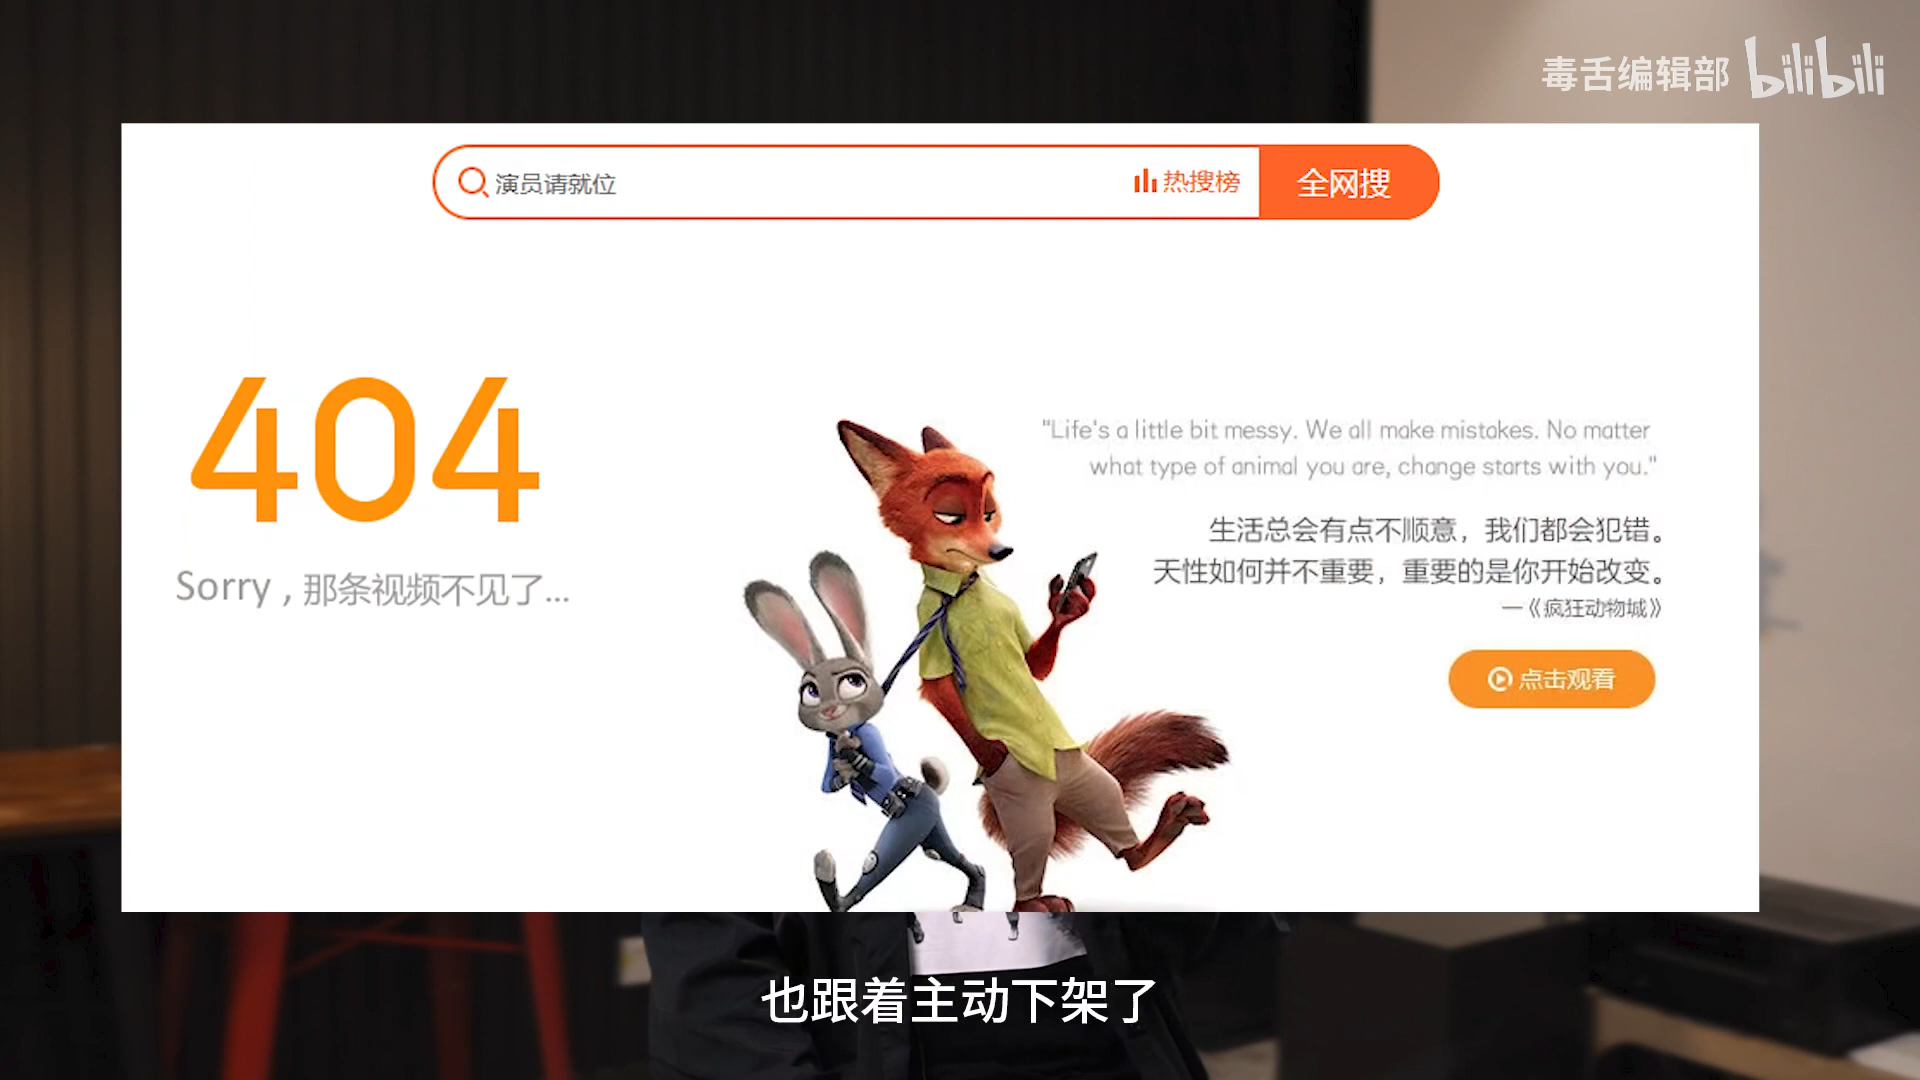 毒舌编辑部 bilibili
演员请就位
热搜榜
全网搜
404
Sorry , 那条视频不见了...
"Life's a little bit messy. We all make mistakes. No matter
what type of animal you are, change starts with you."
生活总会有点不顺意，我们都会犯错。
天性如何并不重要，重要的是你开始改变。
—《疯狂动物城》
点击观看
也跟着主动下架了